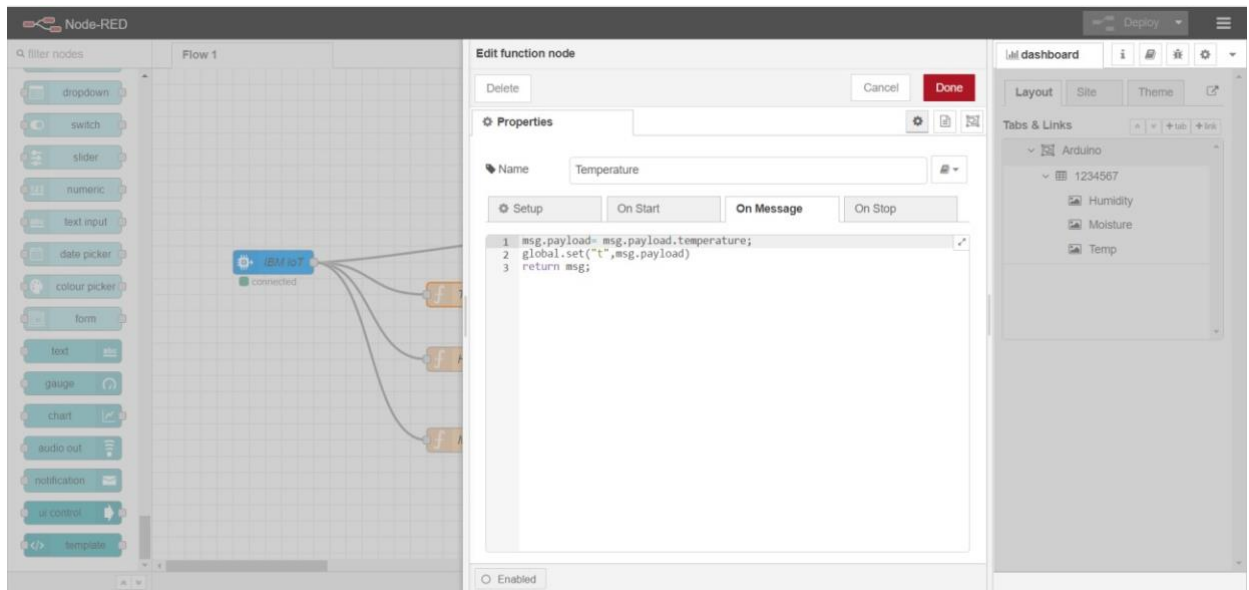 Node-RED
Deploy
filter nodes
Flow 1
Edit function node
dashboard
i
dropdown
Delete
Cancel
Done
Layout
Site
Theme
switch
Properties
Tabs & Links
+tab
+link
slider
Arduino
Name
Temperature
1234567
numeric
Setup
On Start
On Message
On Stop
Humidity
text input
Moisture
1 msg.payload= msg.payload.temperature;
2 global.set("t",msg.payload)
3 return msg;
Temp
date picker
IBM IoT
connected
colour picker
form
text
abc
gauge
chart
audio out
notification
ui control
template
Enabled